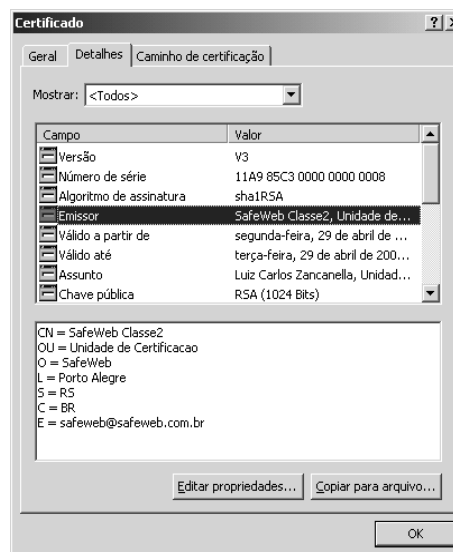 Certificado
Geral Detalhes Caminho de certificação
Mostrar: <Todos>
Campo Valor
Versão V3
Número de série 11A9 85C3 0000 0000 0008
Algoritmo de assinatura sha1RSA
Emissor SafeWeb Classe2, Unidade de...
Válido a partir de segunda-feira, 29 de abril de ...
Válido até terça-feira, 29 de abril de 200...
Assunto Luiz Carlos Zancanella, Unidad...
Chave pública RSA (1024 Bits)
CN = SafeWeb Classe2
OU = Unidade de Certificacao
O = SafeWeb
L = Porto Alegre
S = RS
C = BR
E = safeweb@safeweb.com.br
Editar propriedades... Copiar para arquivo...
OK